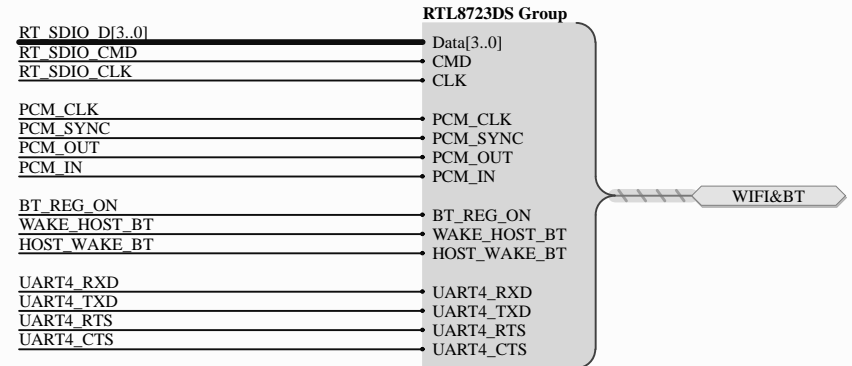 RTL8723DS Group
RT_SDIO_D[3..0]
Data[3..0]
RT_SDIO_CMD
CMD
RT_SDIO_CLK
CLK
PCM_CLK
PCM_CLK
PCM_SYNC
PCM_SYNC
PCM_OUT
PCM_OUT
PCM_IN
PCM_IN
WIFI&BT
BT_REG_ON
BT_REG_ON
WAKE_HOST_BT
WAKE_HOST_BT
HOST_WAKE_BT
HOST_WAKE_BT
UART4_RXD
UART4_RXD
UART4_TXD
UART4_TXD
UART4_RTS
UART4_RTS
UART4_CTS
UART4_CTS